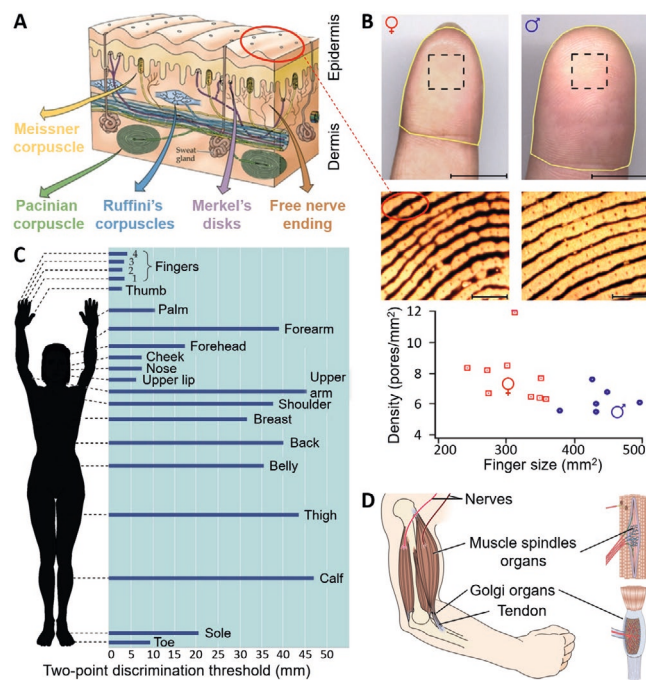 A
Epidermis
Dermis
Sweat
gland
Meissner
corpuscle
Pacinian
corpuscle
Ruffini's
corpuscles
Merkel's
disks
Free nerve
ending
B
♀
♂
Density (pores/mm²)
12
10
8
6
4
♀
♂
200
300
400
500
Finger size (mm²)
C
4
3
2
1
Fingers
Thumb
Palm
Forearm
Forehead
Cheek
Nose
Upper lip
Upper
arm
Shoulder
Breast
Back
Belly
Thigh
Calf
Sole
Toe
0 5 10 15 20 25 30 35 40 45 50
Two-point discrimination threshold (mm)
D
Nerves
Muscle spindles
organs
Golgi organs
Tendon